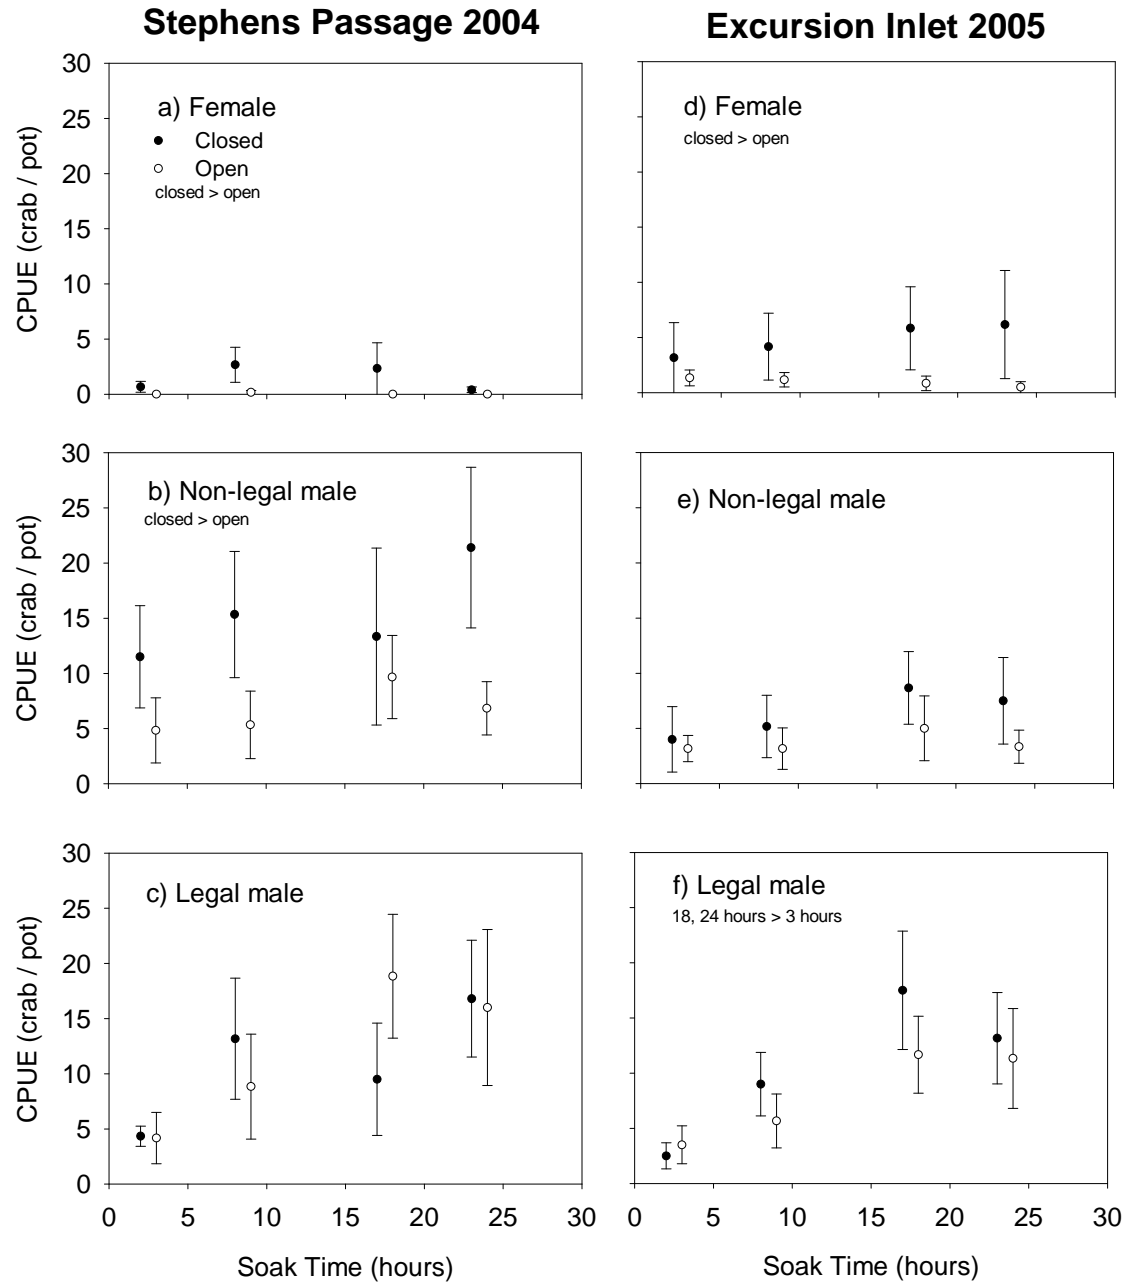 Stephens Passage 2004
Excursion Inlet 2005
30
25
20
15
10
5
0
CPUE (crab / pot)
a) Female
Closed
Open
closed > open
d) Female
closed > open
30
25
20
15
10
5
0
CPUE (crab / pot)
b) Non-legal male
closed > open
e) Non-legal male
30
25
20
15
10
5
0
CPUE (crab / pot)
c) Legal male
f) Legal male
18, 24 hours > 3 hours
0 5 10 15 20 25 30
0 5 10 15 20 25 30
Soak Time (hours)
Soak Time (hours)